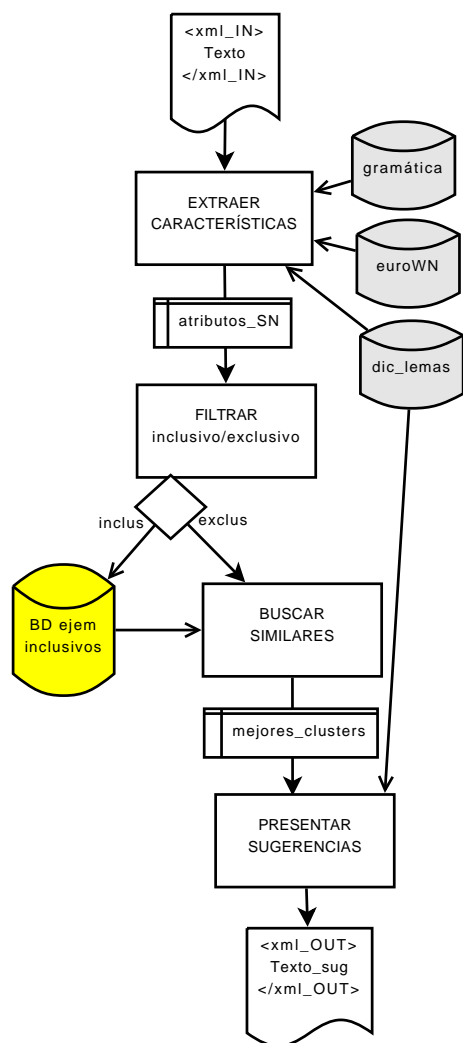 <xml_IN>
Texto
</xml_IN>
gramática
EXTRAER
CARACTERÍSTICAS
euroWN
atributos_SN
dic_lemas
FILTRAR
inclusivo/exclusivo
inclus
exclus
BD ejem
inclusivos
BUSCAR
SIMILARES
mejores_clusters
PRESENTAR
SUGERENCIAS
<xml_OUT>
Texto_sug
</xml_OUT>